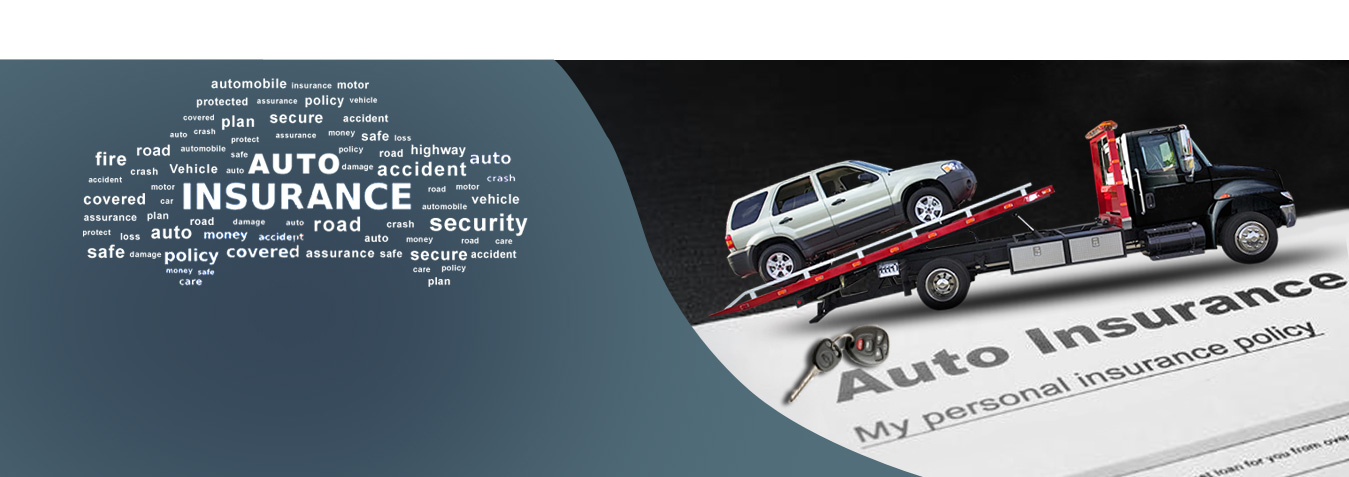 automobile insurance motor
protected assurance policy vehicle
covered plan secure accident
auto crash protect assurance money safe loss
fire road automobile safe AUTO policy road highway auto
accident crash Vehicle auto damage accident crash
covered car motor INSURANCE road motor automobile vehicle
assurance plan road damage auto road crash security
protect loss auto money accident auto money road care
safe damage policy covered assurance safe secure accident
money safe care policy
care plan
Auto Insurance
My personal insurance policy
loan for you from over